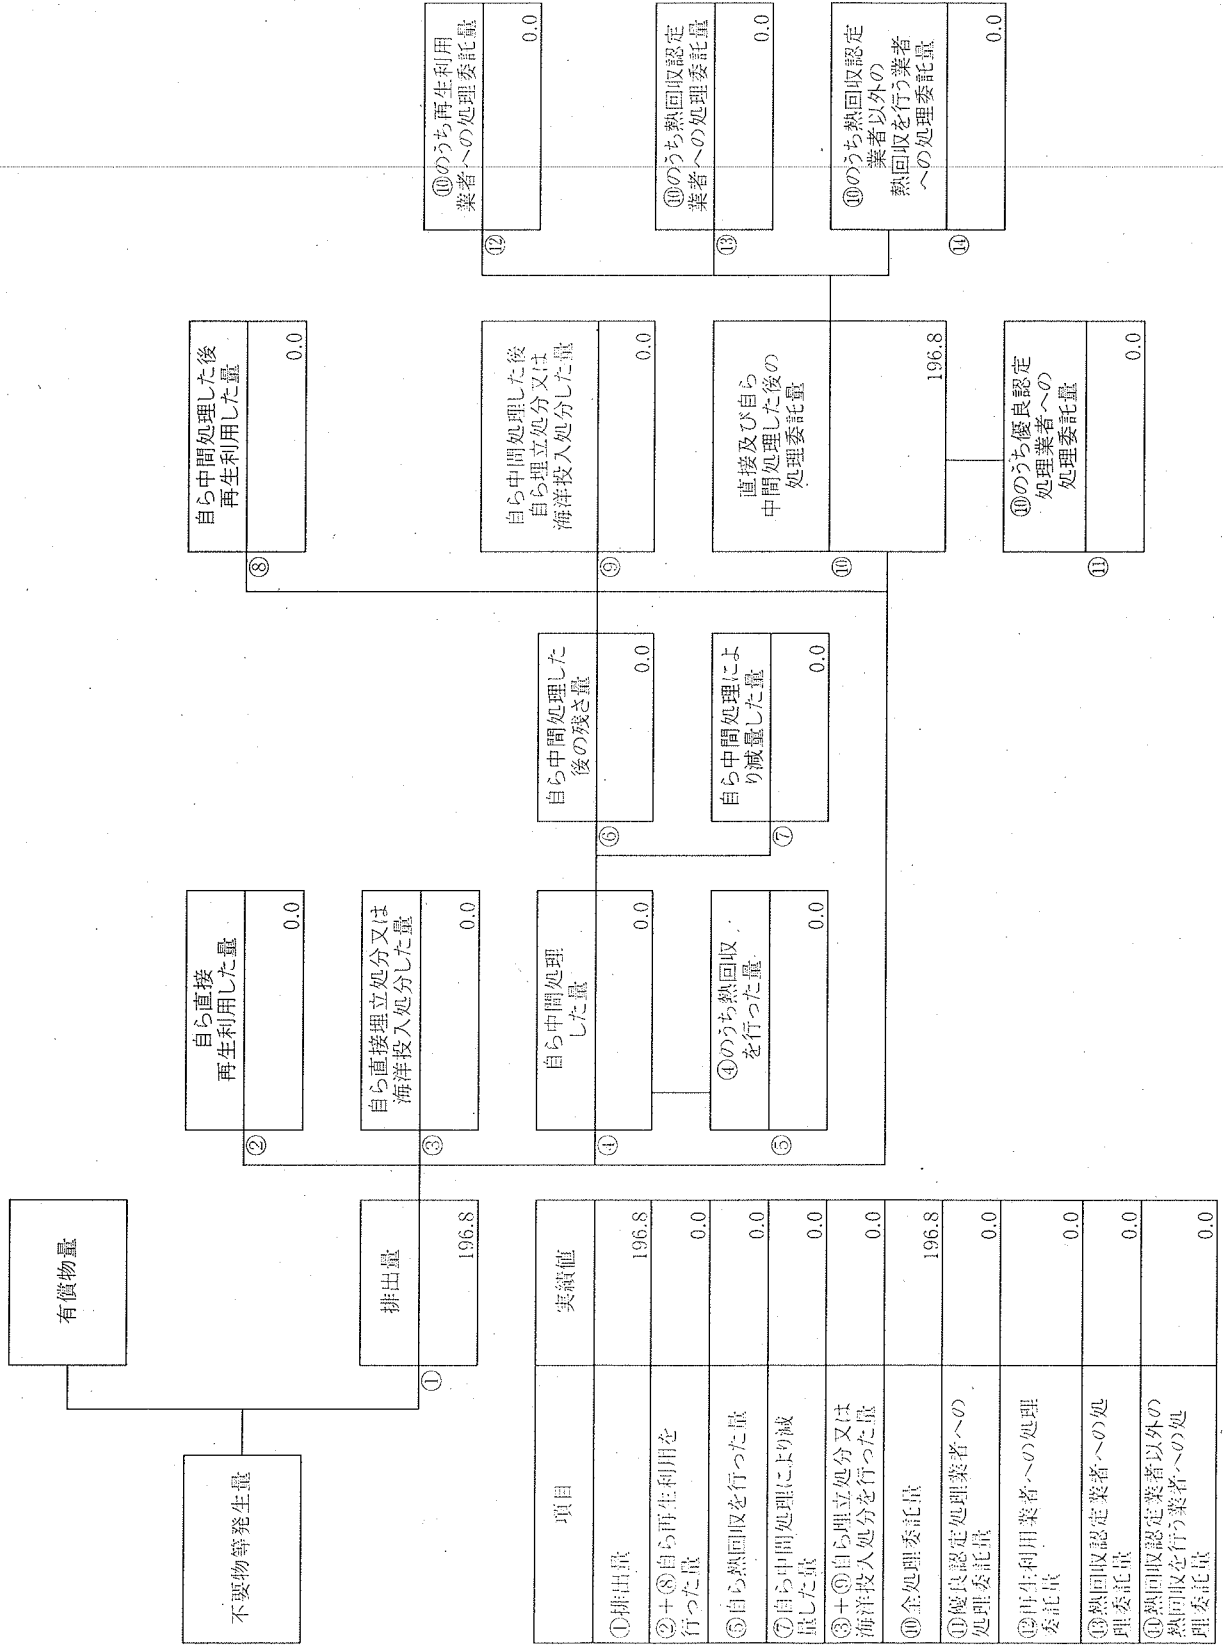 不要物等発生量
有償物量
①
排出量
196.8
②
自ら直接
再生利用した量
0.0
③
自ら直接埋立処分又は
海洋投入処分した量
0.0
④
自ら中間処理
した量
0.0
⑤
④のうち熱回収
を行った量
0.0
⑥
自ら中間処理した
後の残さ量
0.0
⑦
自ら中間処理によ
り減量した量
0.0
⑧
自ら中間処理した後
再生利用した量
0.0
⑨
自ら中間処理した後
自ら埋立処分又は
海洋投入処分した量
0.0
⑩
直接及び自ら
中間処理した後の
処理委託量
196.8
⑪
⑩のうち優良認定
処理業者への
処理委託量
0.0
⑫
⑩のうち再生利用
業者への処理委託量
0.0
⑬
⑩のうち熱回収認定
業者への処理委託量
0.0
⑭
⑩のうち熱回収認定
業者以外の
熱回収を行う業者
への処理委託量
0.0
項目 実績値
①排出量 196.8
②+⑧自ら再生利用を
行った量 0.0
⑤自ら熱回収を行った量 0.0
⑦自ら中間処理により減
量した量 0.0
③+⑨自ら埋立処分又は
海洋投入処分を行った量 0.0
⑩全処理委託量 196.8
⑪優良認定処理業者への
処理委託量 0.0
⑫再生利用業者への処理
委託量 0.0
⑬熱回収認定業者への処
理委託量 0.0
⑭熱回収認定業者以外の
熱回収を行う業者への処
理委託量 0.0